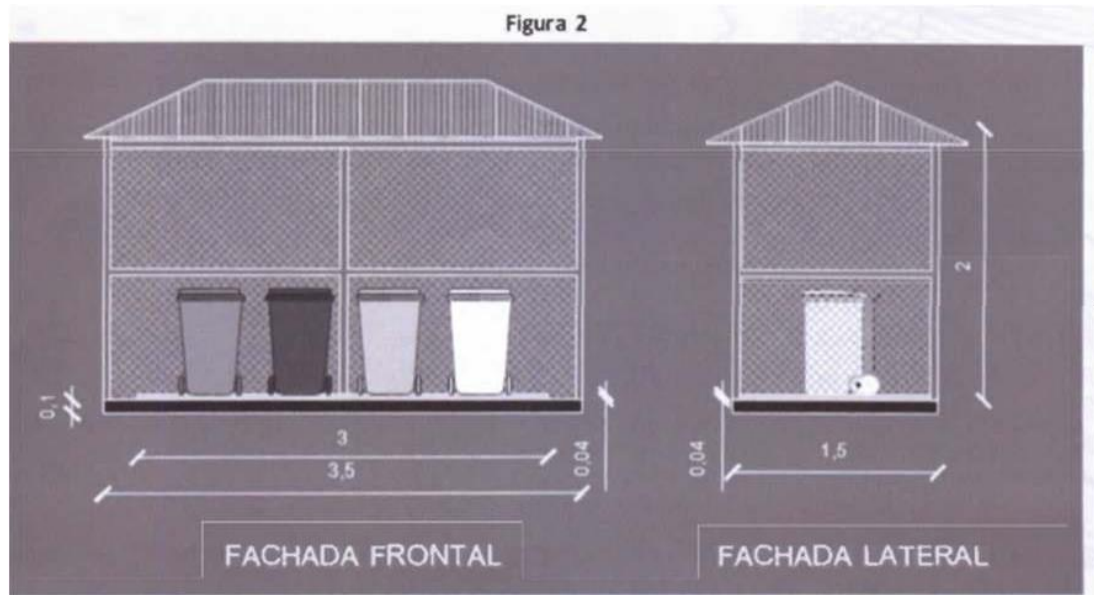 Figura 2
0,1
3
3,5
0,04
0,04
1,5
2
FACHADA FRONTAL
FACHADA LATERAL